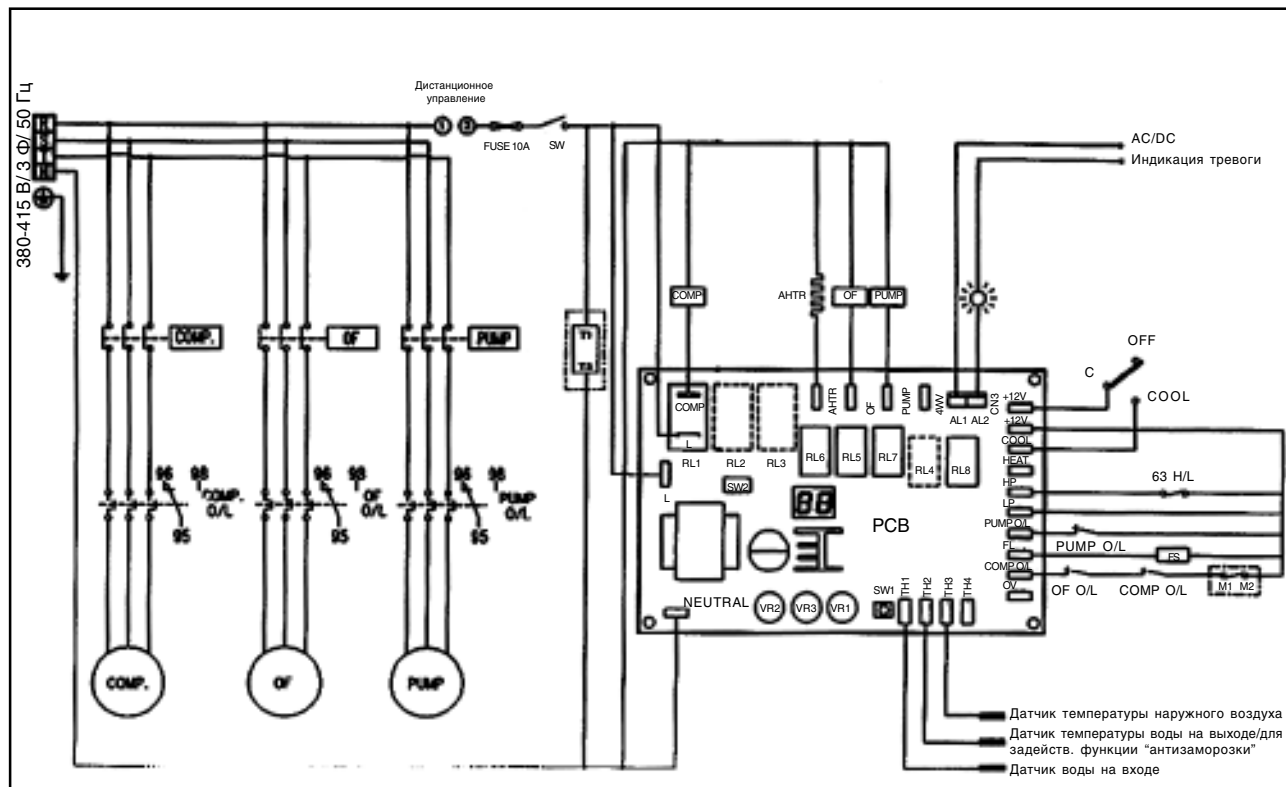 380-415 В/ 3 Ф/ 50 Гц
Дистанционное
управление
FUSE 10A
SW
AC/DC
Индикация тревоги
COMP
AHTR
OF
PUMP
COMP.
OF
PUMP
OFF
C
COOL
COMP
L
RL1
RL2
RL3
AHTR
OF
PUMP
4WV
AL1 AL2
CN3
+12V
+12V
COOL
HEAT
HP
LP
PUMP O/L
FL
COMP O/L
OV
RL6
RL5
RL7
RL4
RL8
SW2
L
PCB
63 H/L
PUMP O/L
FS
OF O/L
COMP O/L
M1 M2
96
98
COMP.
O/L
95
96
98
OF
O/L
95
96
98
PUMP
O/L
95
NEUTRAL
VR2
VR3
VR1
SW1
TH1
TH2
TH3
TH4
COMP.
OF
PUMP
Датчик температуры наружного воздуха
Датчик температуры воды на выходе/для
задейств. функции “антизаморозки”
Датчик воды на входе